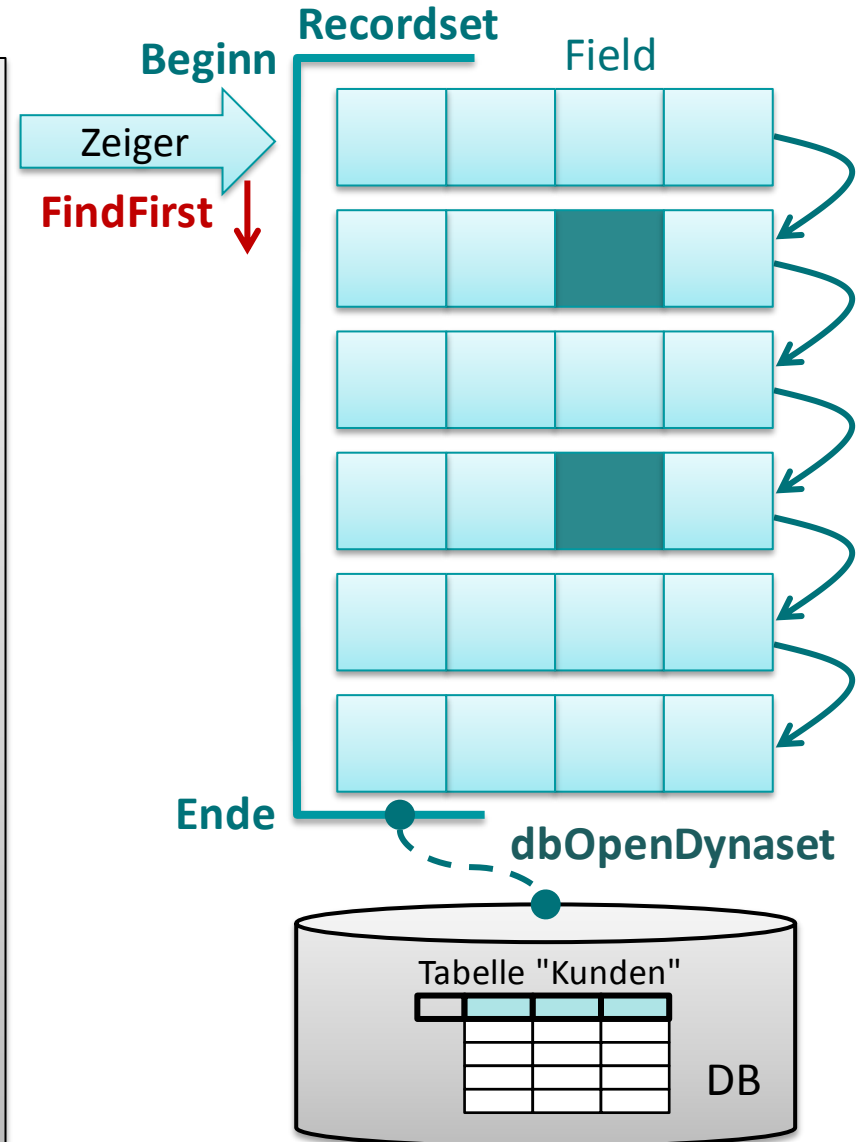 Recordset
Beginn
Field
Zeiger
FindFirst
Ende
dbOpenDynaset
Tabelle "Kunden"
DB